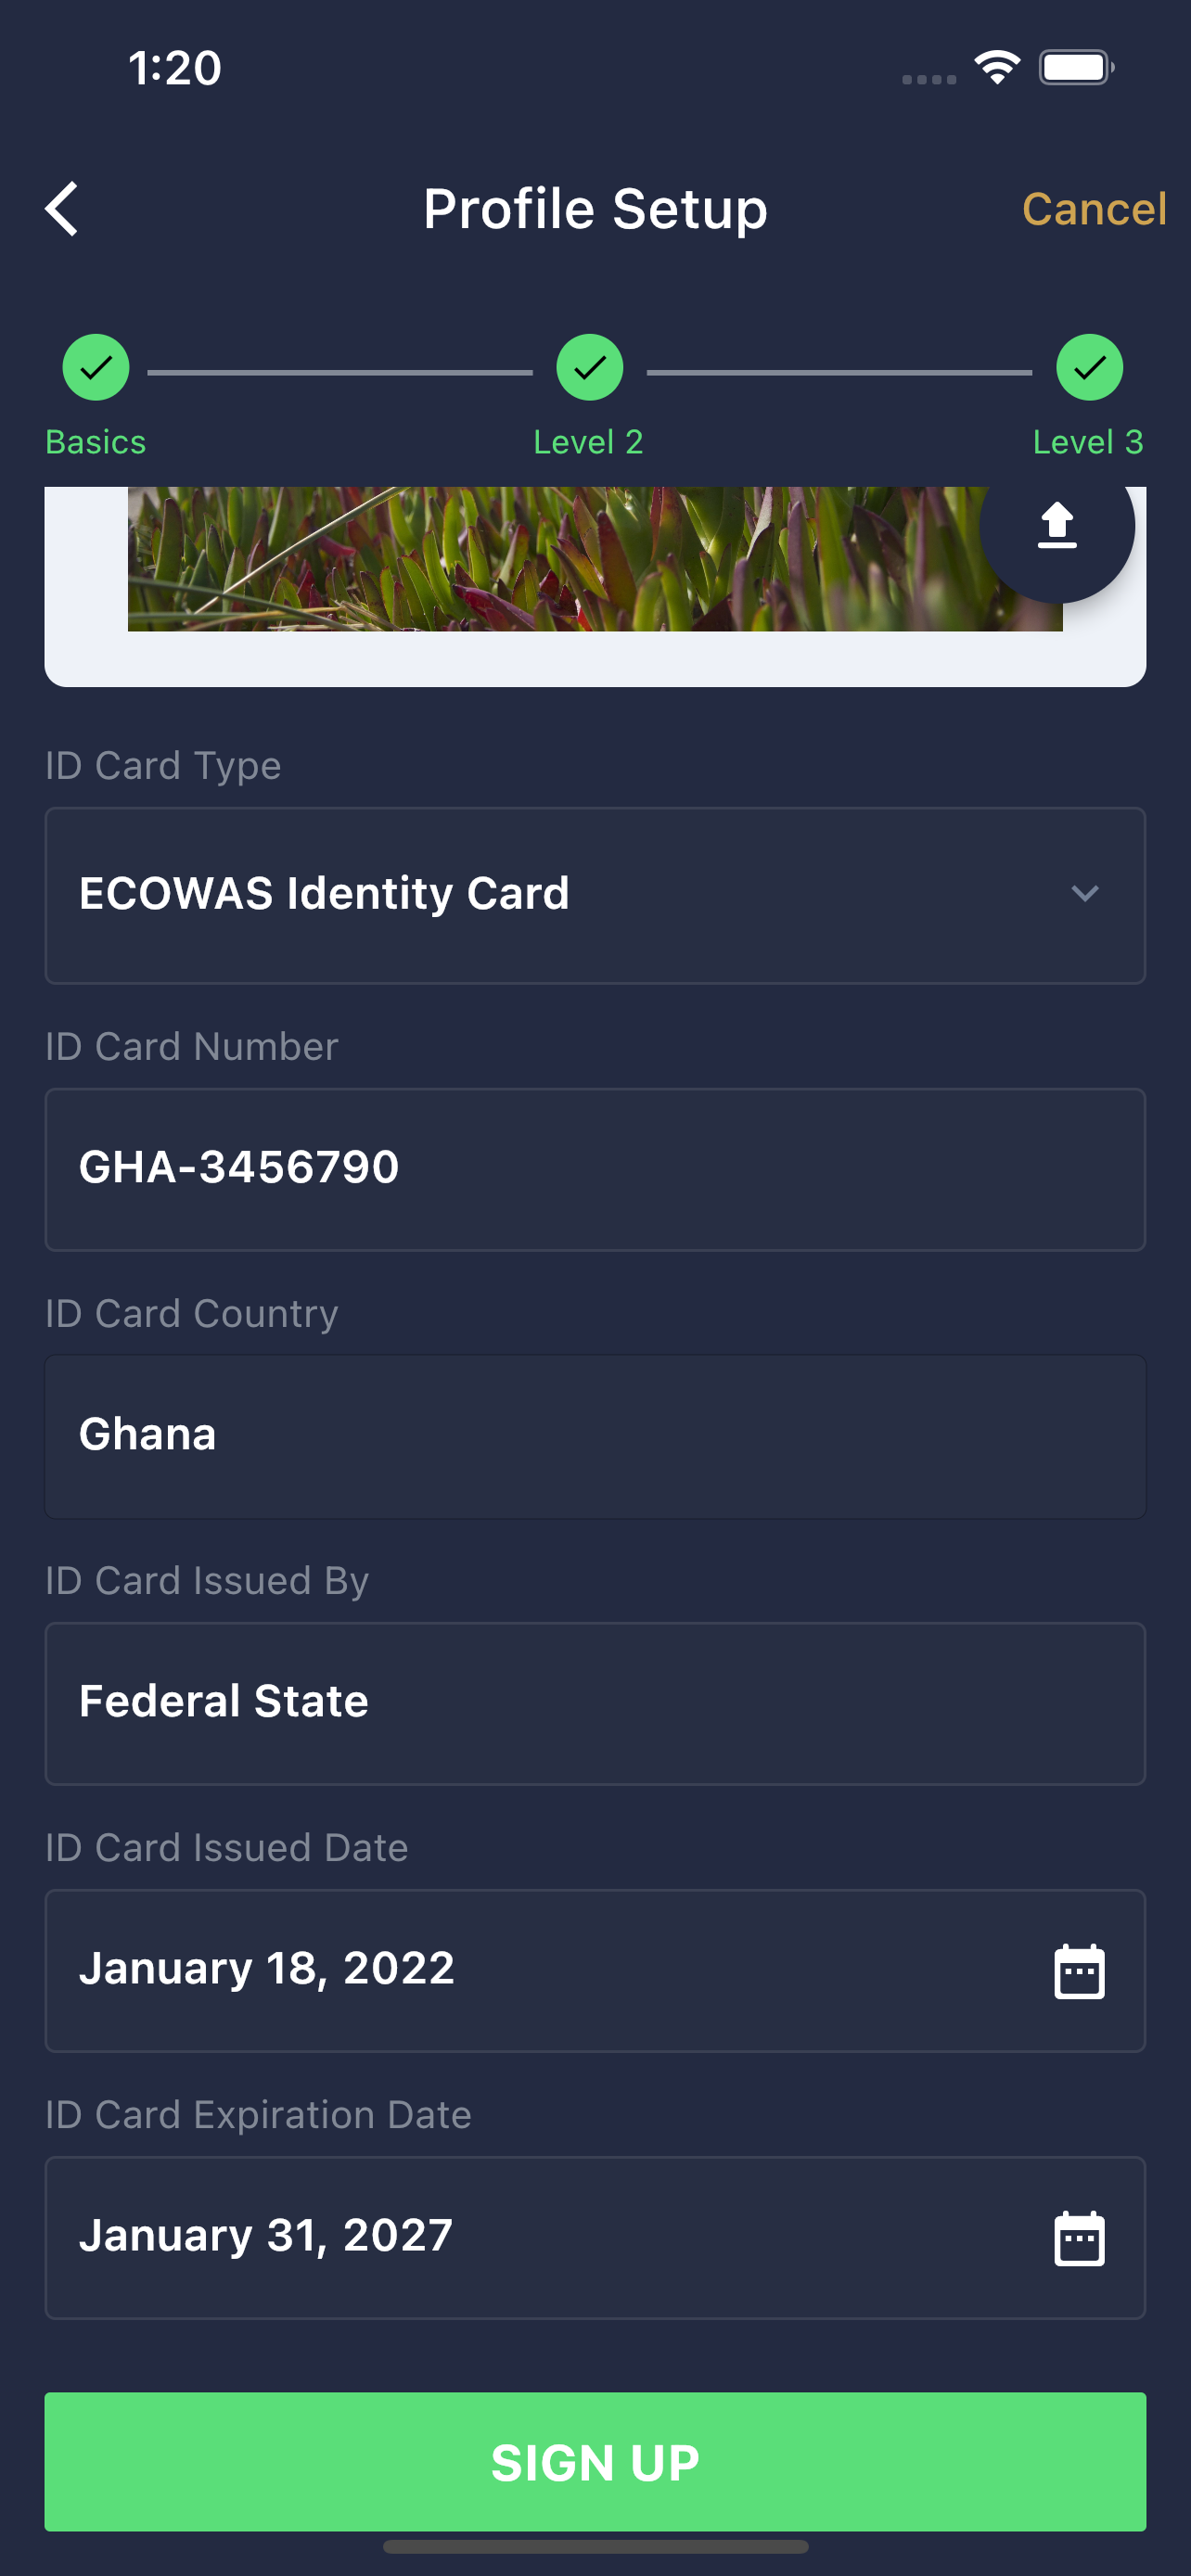 1:20
Profile Setup
Cancel
Basics
Level 2
Level 3
ID Card Type
ECOWAS Identity Card
ID Card Number
GHA-3456790
ID Card Country
Ghana
ID Card Issued By
Federal State
ID Card Issued Date
January 18, 2022
ID Card Expiration Date
January 31, 2027
SIGN UP